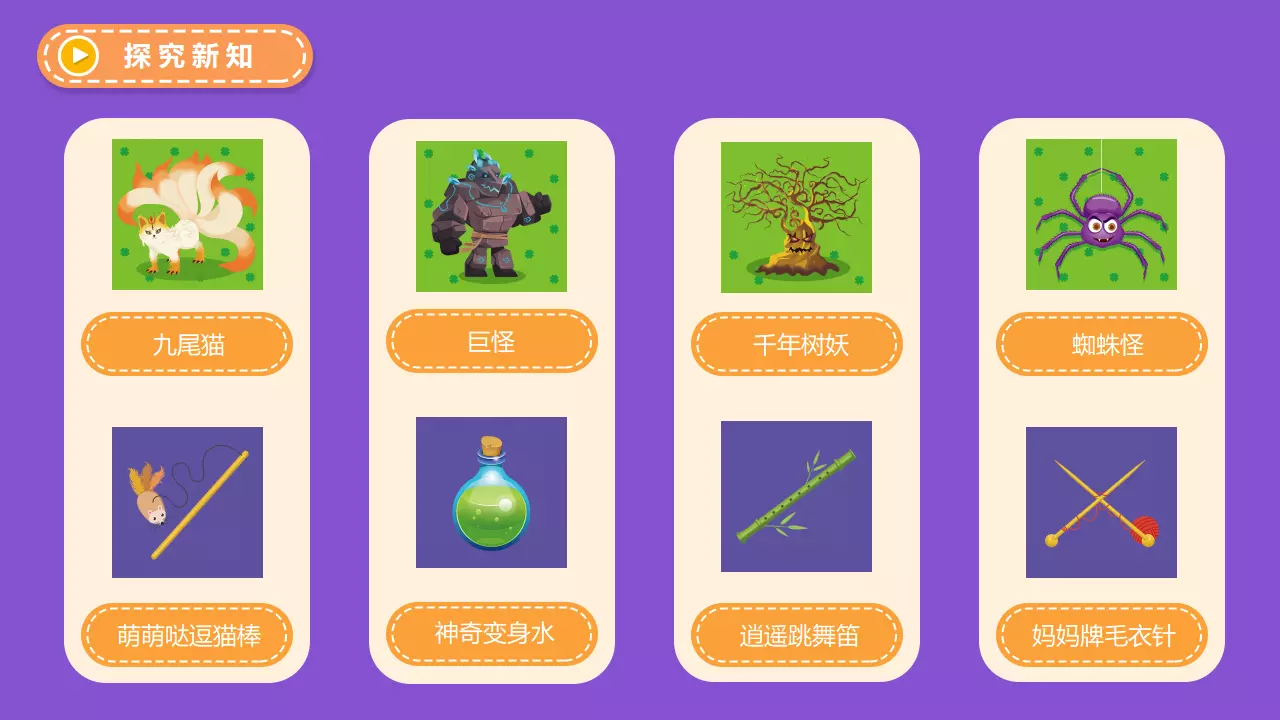 探究新知
九尾猫
巨怪
千年树妖
蜘蛛怪
萌萌哒逗猫棒
神奇变身水
逍遥跳舞笛
妈妈牌毛衣针